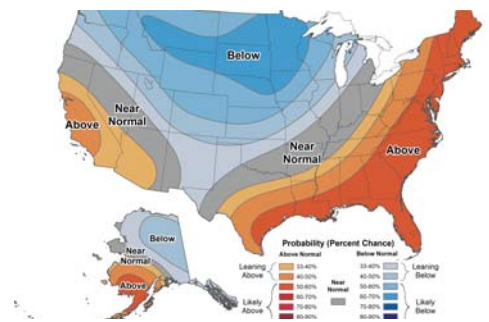 Below
Near
Normal
Above
Near
Normal
Above
Below
Near
Normal
Above
Probability (Percent Chance)
Above Normal
Below Normal
Leaning
Above
33-40%
40-50%
33-40%
40-50%
Leaning
Below
50-60%
Near
Normal
50-60%
Likely
Above
60-70%
70-80%
80-90%
60-70%
70-80%
80-90%
Likely
Below